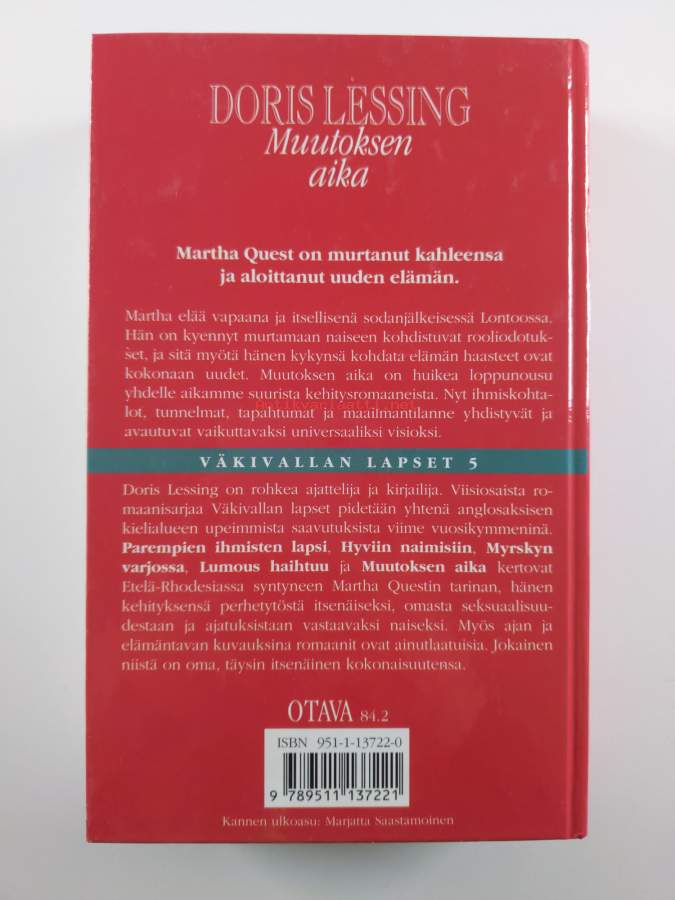 DORIS LESSING
Muutoksen
aika
Martha Quest on murtanut kahleensa
ja aloittanut uuden elämän.
Martha elää vapaana ja itsellisenä sodanjälkeisessä Lontoossa.
Hän on kyennyt murtamaan naiseen kohdistuvat rooliodotuk-
set, ja sitä myötä hänen kykynsä kohdata elämän haasteet ovat
kokonaan uudet. Muutoksen aika on huikea loppunousu
yhdelle aikamme suurista kehitysromaaneista. Nyt ihmiskohta-
lot, tunnelmat, tapahtumat ja maailmantilanne yhdistyvät ja
avautuvat vaikuttavaksi universaaliksi visioksi.
VÄKIVALLAN LAPSET 5
Doris Lessing on rohkea ajattelija ja kirjailija. Viisiosaista ro-
maanisarjaa Väkivallan lapset pidetään yhtenä anglosaksisen
kielialueen upeimmista saavutuksista viime vuosikymmeninä.
Parempien ihmisten lapsi, Hyviin naimisiin, Myrskyn
varjossa, Lumous haihtuu ja Muutoksen aika kertovat
Etelä-Rhodesiassa syntyneen Martha Questin tarinan, hänen
kehityksensä perhetytöstä itsenäiseksi, omasta seksuaalisuu-
destaan ja ajatuksistaan vastaavaksi naiseksi. Myös ajan ja
elämäntavan kuvauksina romaanit ovat ainutlaatuisia. Jokainen
niistä on oma, täysin itsenäinen kokonaisuutensa.
OTAVA 84.2
ISBN 951-1-13722-0
9 789511 137221
Kannen ulkoasu: Marjatta Saastamoinen